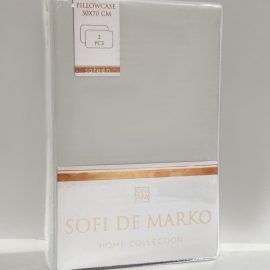 PILLOWCASE
50X70 CM
2
PCS
sateen
SOFI DE MARKO
HOME COLLECTION